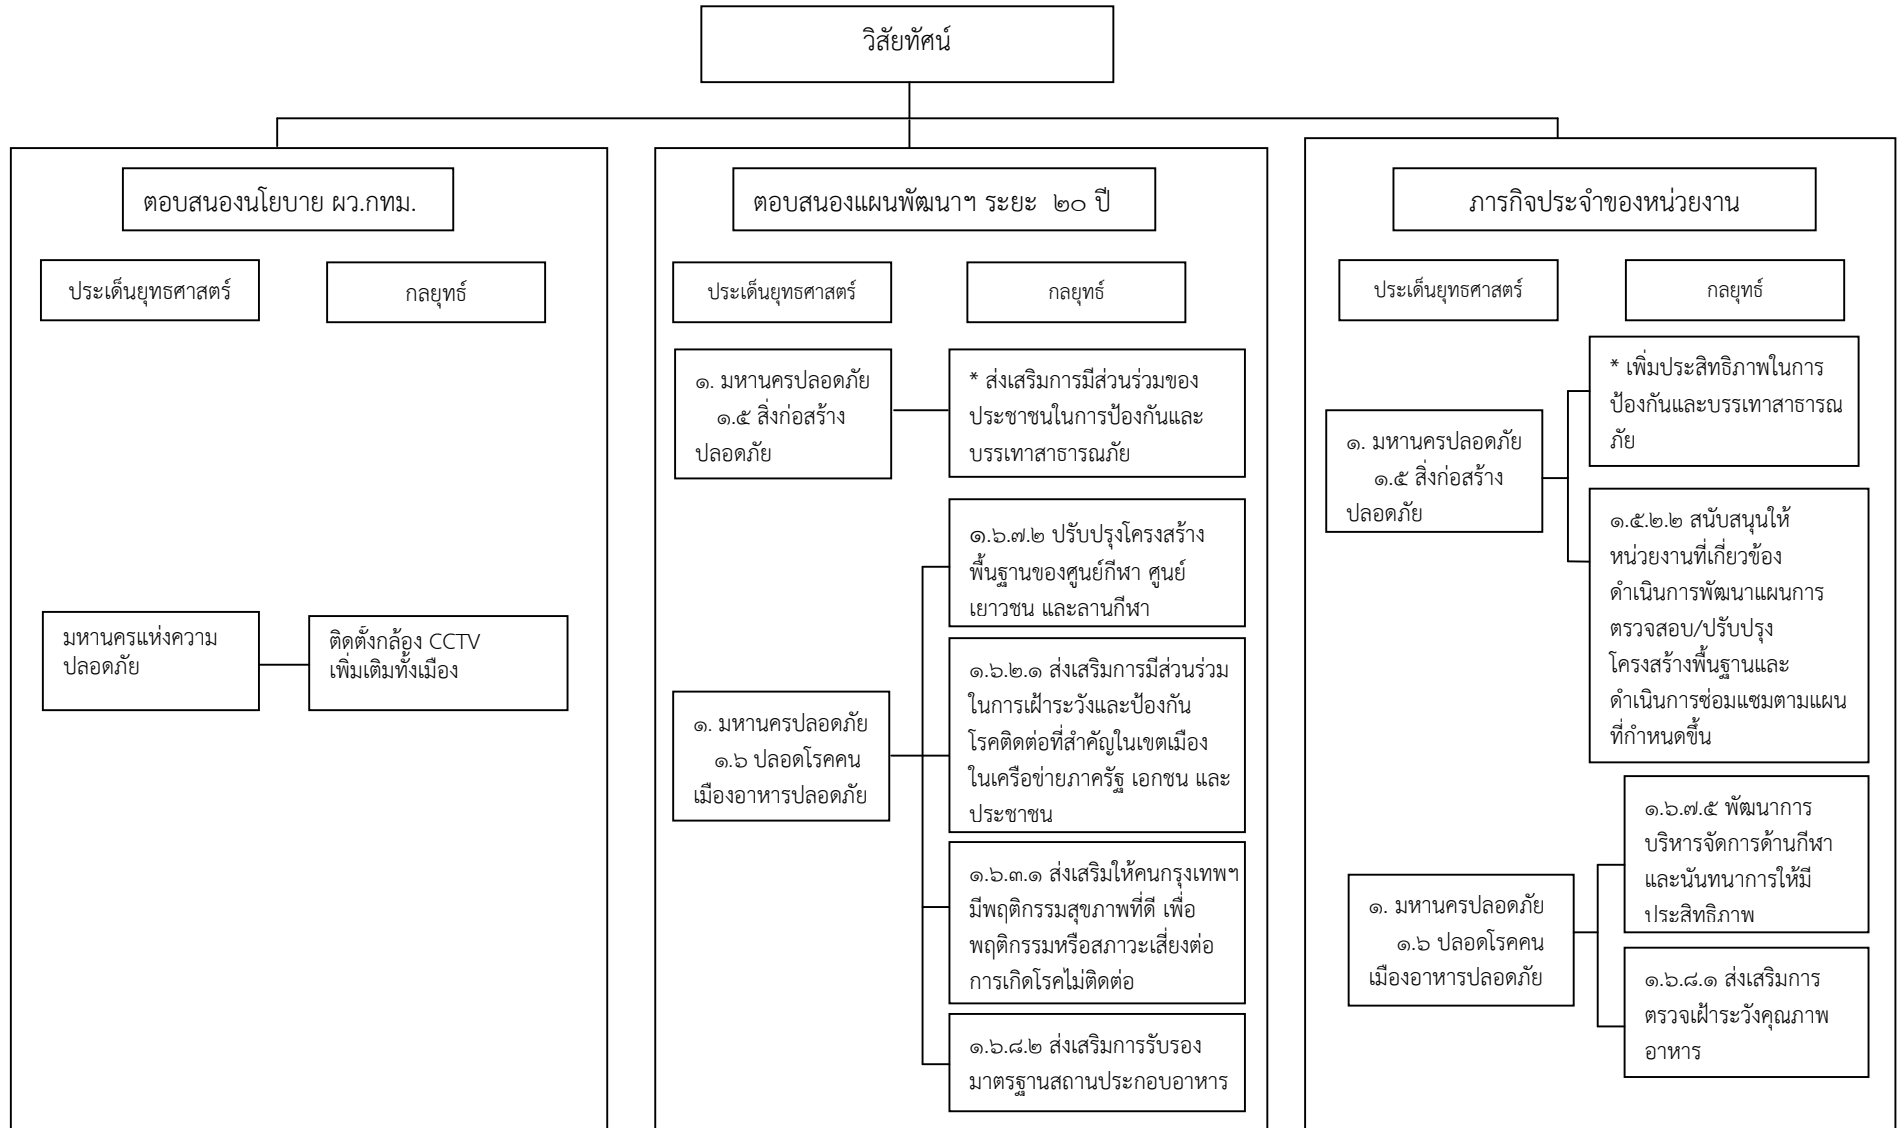 วิสัยทัศน์
ตอบสนองนโยบาย ผว.กทม.
ประเด็นยุทธศาสตร์
กลยุทธ์
มหานครแห่งความ
ปลอดภัย
ติดตั้งกล้อง CCTV
เพิ่มเติมทั้งเมือง
ตอบสนองแผนพัฒนาฯ ระยะ ๒๐ ปี
ประเด็นยุทธศาสตร์
กลยุทธ์
๑. มหานครปลอดภัย
๑.๕ สิ่งก่อสร้าง
ปลอดภัย
* ส่งเสริมการมีส่วนร่วมของ
ประชาชนในการป้องกันและ
บรรเทาสาธารณภัย
๑. มหานครปลอดภัย
๑.๖ ปลอดโรคคน
เมืองอาหารปลอดภัย
๑.๖.๗.๒ ปรับปรุงโครงสร้าง
พื้นฐานของศูนย์กีฬา ศูนย์
เยาวชน และลานกีฬา
๑.๖.๒.๑ ส่งเสริมการมีส่วนร่วม
ในการเฝ้าระวังและป้องกัน
โรคติดต่อที่สำคัญในเขตเมือง
ในเครือข่ายภาครัฐ เอกชน และ
ประชาชน
๑.๖.๓.๑ ส่งเสริมให้คนกรุงเทพฯ
มีพฤติกรรมสุขภาพที่ดี เพื่อ
พฤติกรรมหรือสภาวะเสี่ยงต่อ
การเกิดโรคไม่ติดต่อ
๑.๖.๘.๒ ส่งเสริมการรับรอง
มาตรฐานสถานประกอบอาหาร
ภารกิจประจำของหน่วยงาน
ประเด็นยุทธศาสตร์
กลยุทธ์
๑. มหานครปลอดภัย
๑.๕ สิ่งก่อสร้าง
ปลอดภัย
* เพิ่มประสิทธิภาพในการ
ป้องกันและบรรเทาสาธารณ
ภัย
๑.๕.๒.๒ สนับสนุนให้
หน่วยงานที่เกี่ยวข้อง
ดำเนินการพัฒนาแผนการ
ตรวจสอบ/ปรับปรุง
โครงสร้างพื้นฐานและ
ดำเนินการซ่อมแซมตามแผน
ที่กำหนดขึ้น
๑. มหานครปลอดภัย
๑.๖ ปลอดโรคคน
เมืองอาหารปลอดภัย
๑.๖.๗.๕ พัฒนาการ
บริหารจัดการด้านกีฬา
และนันทนาการให้มี
ประสิทธิภาพ
๑.๖.๘.๑ ส่งเสริมการ
ตรวจเฝ้าระวังคุณภาพ
อาหาร